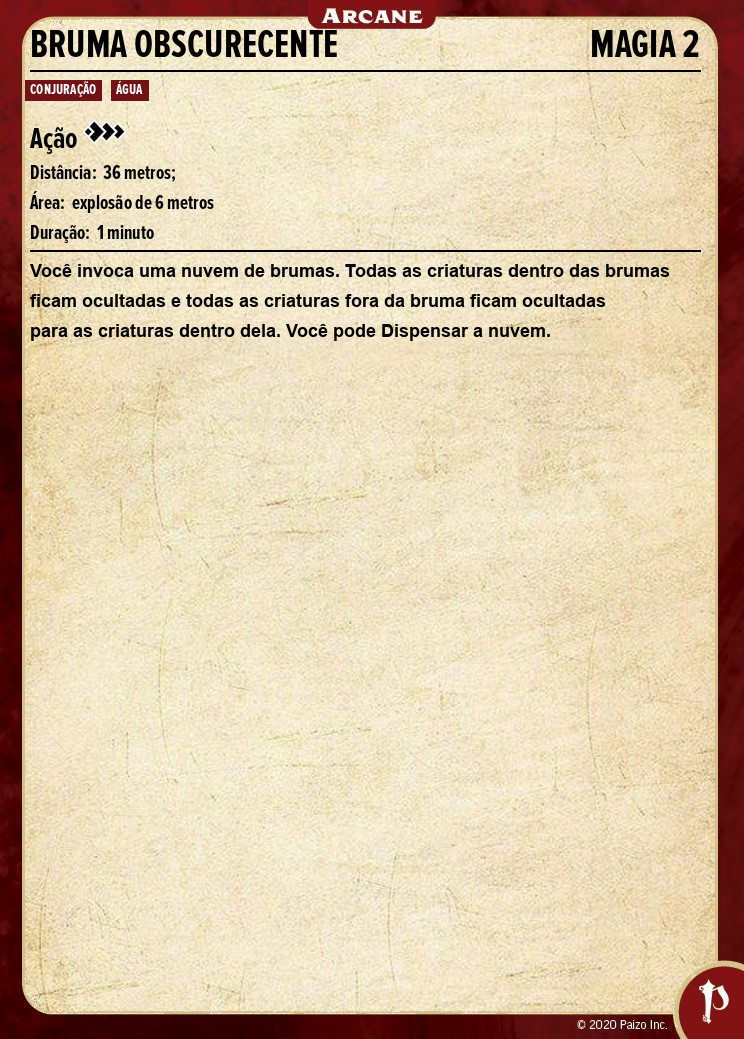 ARCANE
BRUMA OBSCURECENTE MAGIA 2
CONJURAÇÃO ÁGUA
Ação
Distância: 36 metros;
Área: explosão de 6 metros
Duração: 1 minuto
Você invoca uma nuvem de brumas. Todas as criaturas dentro das brumas
ficam ocultadas e todas as criaturas fora da bruma ficam ocultadas
para as criaturas dentro dela. Você pode Dispensar a nuvem.
© 2020 Paizo Inc.
P